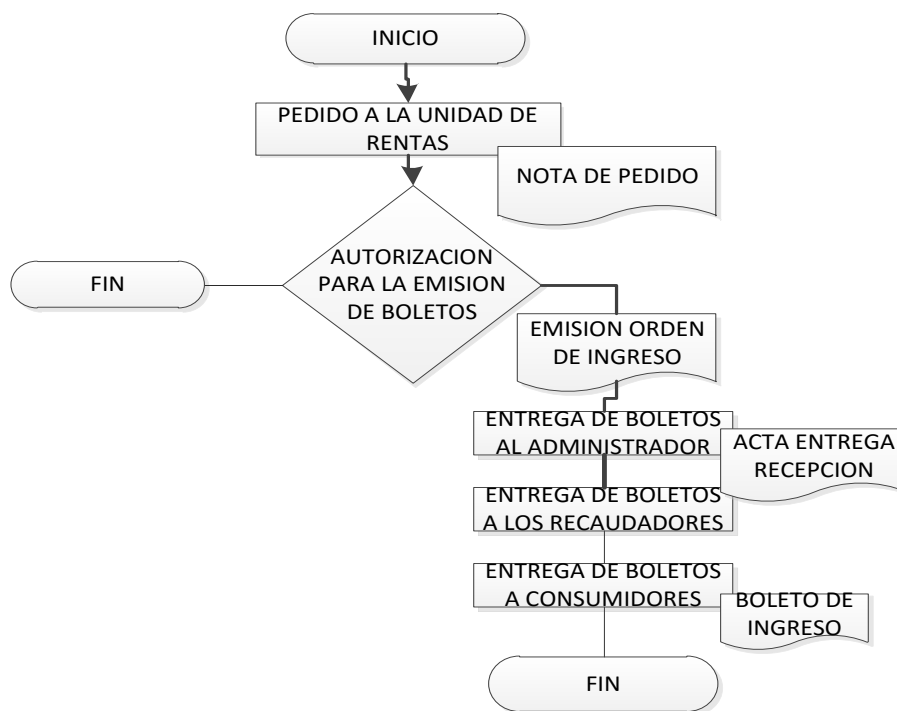 INICIO
PEDIDO A LA UNIDAD DE
RENTAS
NOTA DE PEDIDO
AUTORIZACION
PARA LA EMISION
DE BOLETOS
FIN
EMISION ORDEN
DE INGRESO
ENTREGA DE BOLETOS
AL ADMINISTRADOR
ACTA ENTREGA
RECEPCION
ENTREGA DE BOLETOS
A LOS RECAUDADORES
ENTREGA DE BOLETOS
A CONSUMIDORES
BOLETO DE
INGRESO
FIN